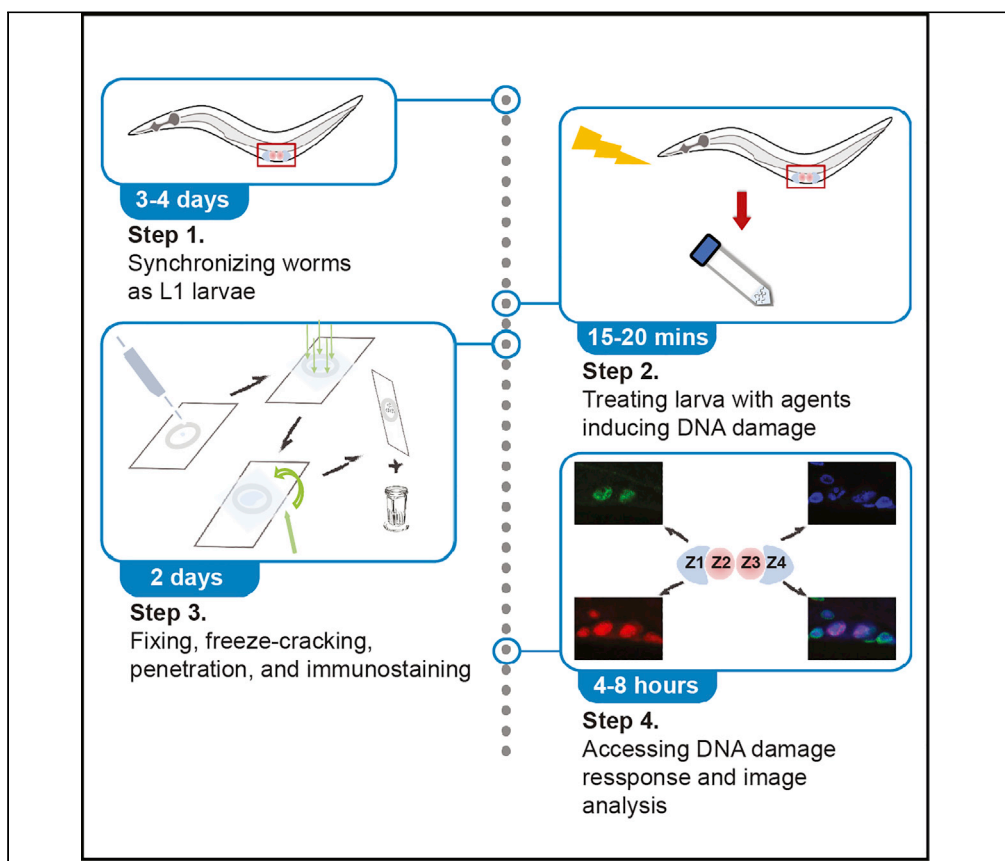 3-4 days
Step 1.
Synchronizing worms
as L1 larvae
15-20 mins
Step 2.
Treating larva with agents
inducing DNA damage
2 days
Step 3.
Fixing, freeze-cracking,
penetration, and immunostaining
+
Z1 Z2 Z3 Z4
4-8 hours
Step 4.
Accessing DNA damage
ressponse and image
analysis